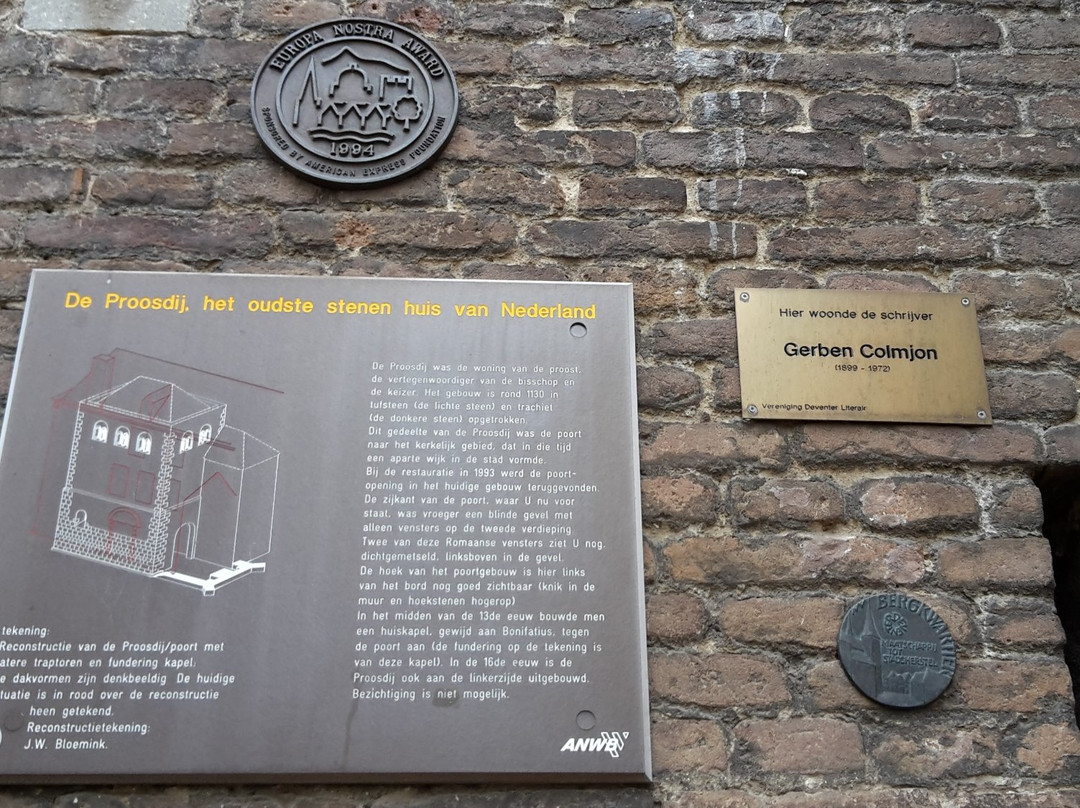 EUROPA NOSTRA AWARD
1994
SPONSORED BY AMERICAN EXPRESS FOUNDATION
De Proosdij, het oudste stenen huis van Nederland
De Proosdij was de woning van de proost,
de vertegenwoordiger van de bisschop en
de keizer. Het gebouw is rond 1130 in
tufsteen (de lichte steen) en trachiet
(de donkere steen) opgetrokken.
Dit gedeelte van de Proosdij was de poort
naar het kerkelijk gebied, dat in die tijd
een aparte wijk in de stad vormde.
Bij de restauratie in 1993 werd de poort-
opening in het huidige gebouw teruggevonden.
De zijkant van de poort, waar U nu voor
staat, was vroeger een blinde gevel met
alleen vensters op de tweede verdieping.
Twee van deze Romaanse vensters ziet U nog,
dichtgemetseld, linksboven in de gevel.
De hoek van het poortgebouw is hier links
van het bord nog goed zichtbaar (knik in de
muur en hoekstenen hogerop)
In het midden van de 13de eeuw bouwde men
een huiskapel, gewijd aan Bonifatius, tegen
de poort aan (de fundering op de tekening is
van deze kapel). In de 16de eeuw is de
Proosdij ook aan de linkerzijde uitgebouwd.
Bezichtiging is niet mogelijk.
tekening:
Reconstructie van de Proosdij/poort met
atere traptoren en fundering kapel;
e dakvormen zijn denkbeeldig. De huidige
tuatie is in rood over de reconstructie
heen getekend.
Reconstructietekening:
J.W. Bloemink.
ANWB
Hier woonde de schrijver
Gerben Colmjon
(1899 - 1972)
Vereniging Deventer Literair
BERGKWARTIER
MAATSCHAPPIJ
TOT
STADSHERSTEL